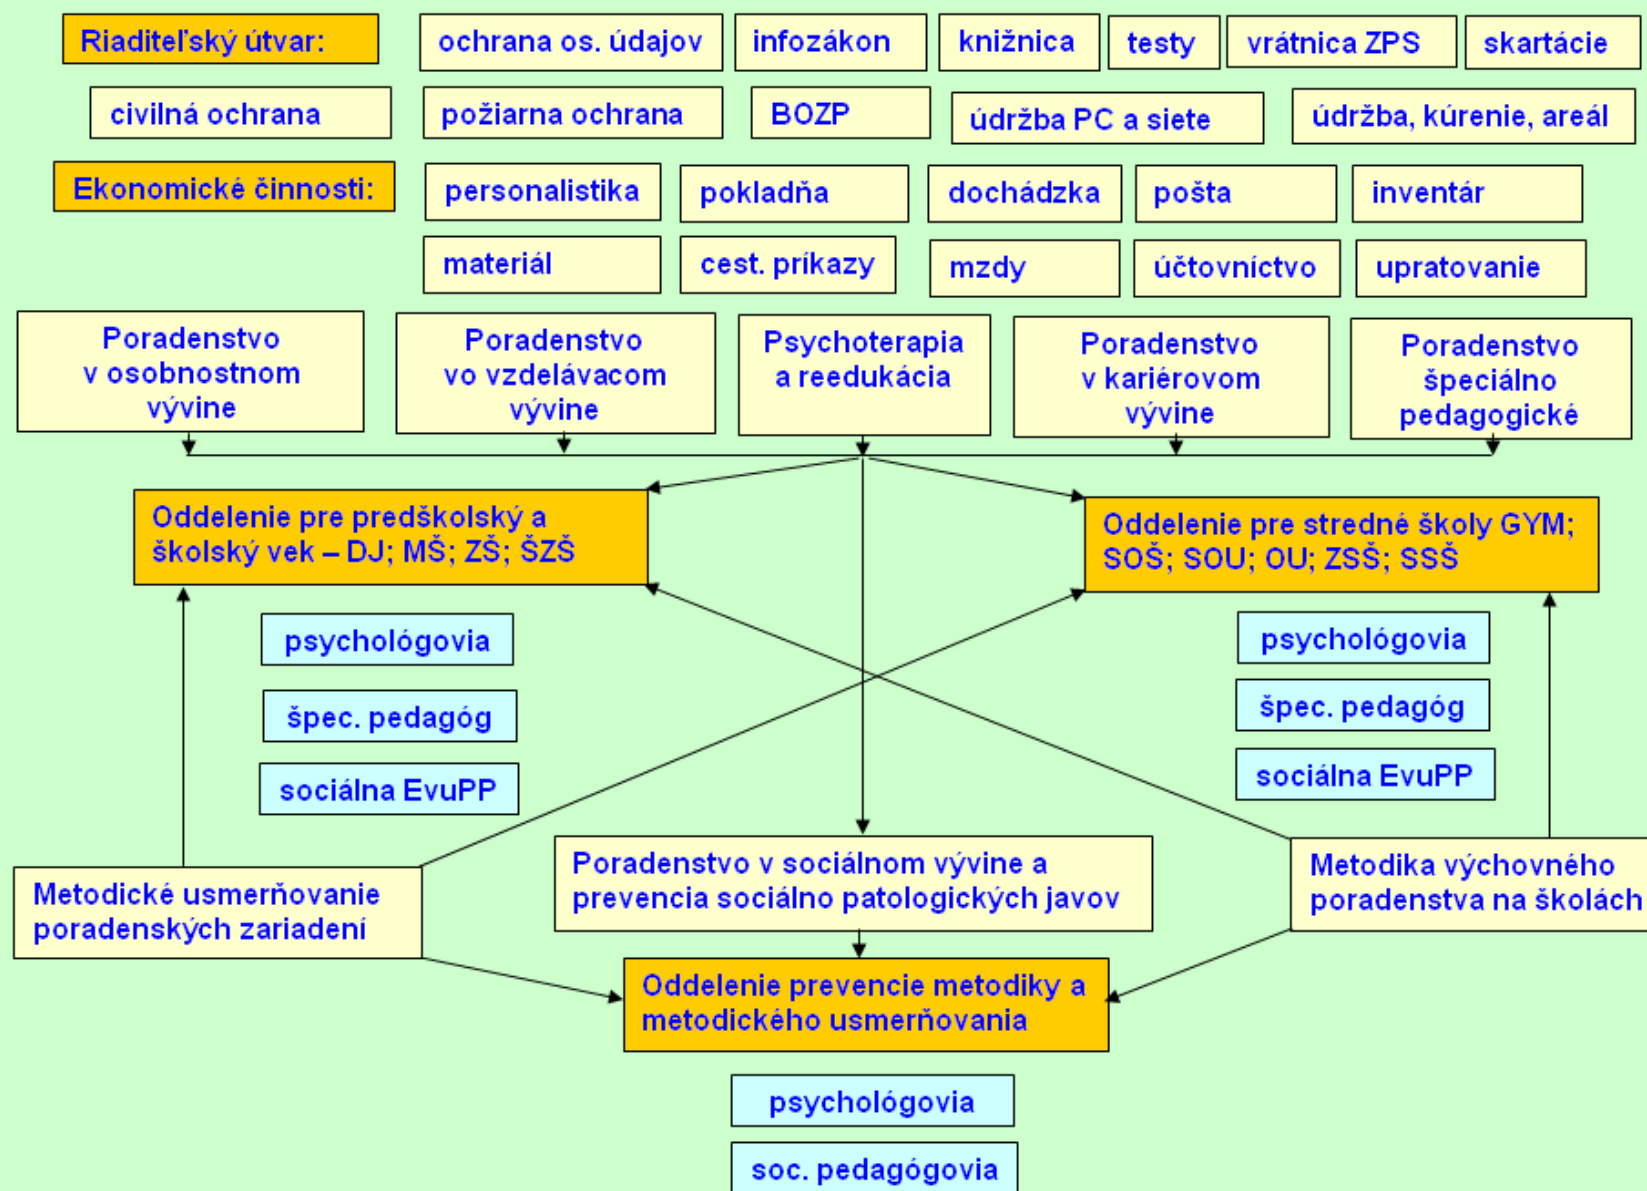 Riaditeľský útvar:
ochrana os. údajov
infozákon
knižnica
testy
vrátnica ZPS
skartácie
civilná ochrana
požiarna ochrana
BOZP
údržba PC a siete
údržba, kúrenie, areál
Ekonomické činnosti:
personalistika
pokladňa
dochádzka
pošta
inventár
materiál
cest. príkazy
mzdy
účtovníctvo
upratovanie
Poradenstvo
v osobnostnom
vývine
Poradenstvo
vo vzdelávacom
vývine
Psychoterapia
a reedukácia
Poradenstvo
v kariérovom
vývine
Poradenstvo
špeciálno
pedagogické
Oddelenie pre predškolský a
školský vek – DJ; MŠ; ZŠ; ŠZŠ
Oddelenie pre stredné školy GYM;
SOŠ; SOU; OU; ZSŠ; SSŠ
psychológovia
špec. pedagóg
sociálna EvuPP
psychológovia
špec. pedagóg
sociálna EvuPP
Metodické usmerňovanie
poradenských zariadení
Poradenstvo v sociálnom vývine a
prevencia sociálno patologických javov
Metodika výchovného
poradenstva na školách
Oddelenie prevencie metodiky a
metodického usmerňovania
psychológovia
soc. pedagógovia